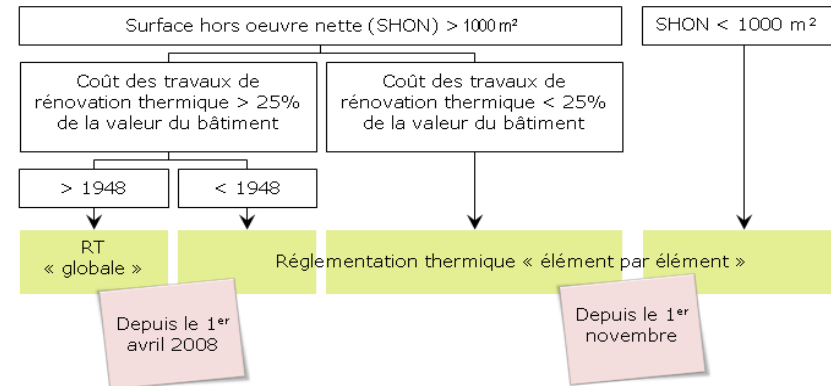 Surface hors oeuvre nette (SHON) > 1000 m²
SHON < 1000 m²
Coût des travaux de
rénovation thermique > 25%
de la valeur du bâtiment
Coût des travaux de
rénovation thermique < 25%
de la valeur du bâtiment
> 1948
< 1948
RT
« globale »
Réglementation thermique « élément par élément »
Depuis le 1er
avril 2008
Depuis le 1er
novembre